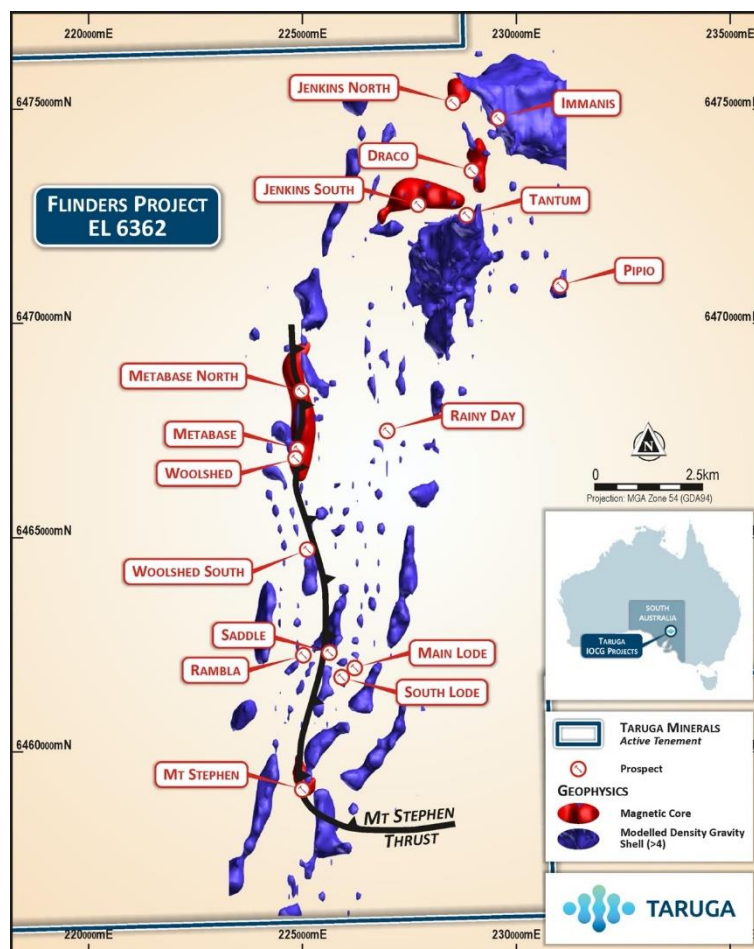 220000mE
225000mE
230000mE
235000mE
JENKINS NORTH
6475000mN
6475000mN
IMMANIS
DRACO
JENKINS SOUTH
FLINDERS PROJECT
EL 6362
TANTUM
PIPIO
6470000mN
6470000mN
METABASE NORTH
RAINY DAY
METABASE
WOOLSHED
N
0
2.5km
Projection: MGA Zone 54 (GDA94)
6465000mN
WOOLSHED SOUTH
SOUTH
AUSTRALIA
TARUGA
IOCG PROJECTS
SADDLE
RAMBLA
MAIN LODE
SOUTH LODE
6460000mN
MT STEPHEN
MT STEPHEN
THRUST
TARUGA MINERALS
Active Tenement
Prospect
GEOPHYSICS
Magnetic Core
Modelled Density Gravity
Shell (>4)
TARUGA
220000mE
225000mE
230000mE